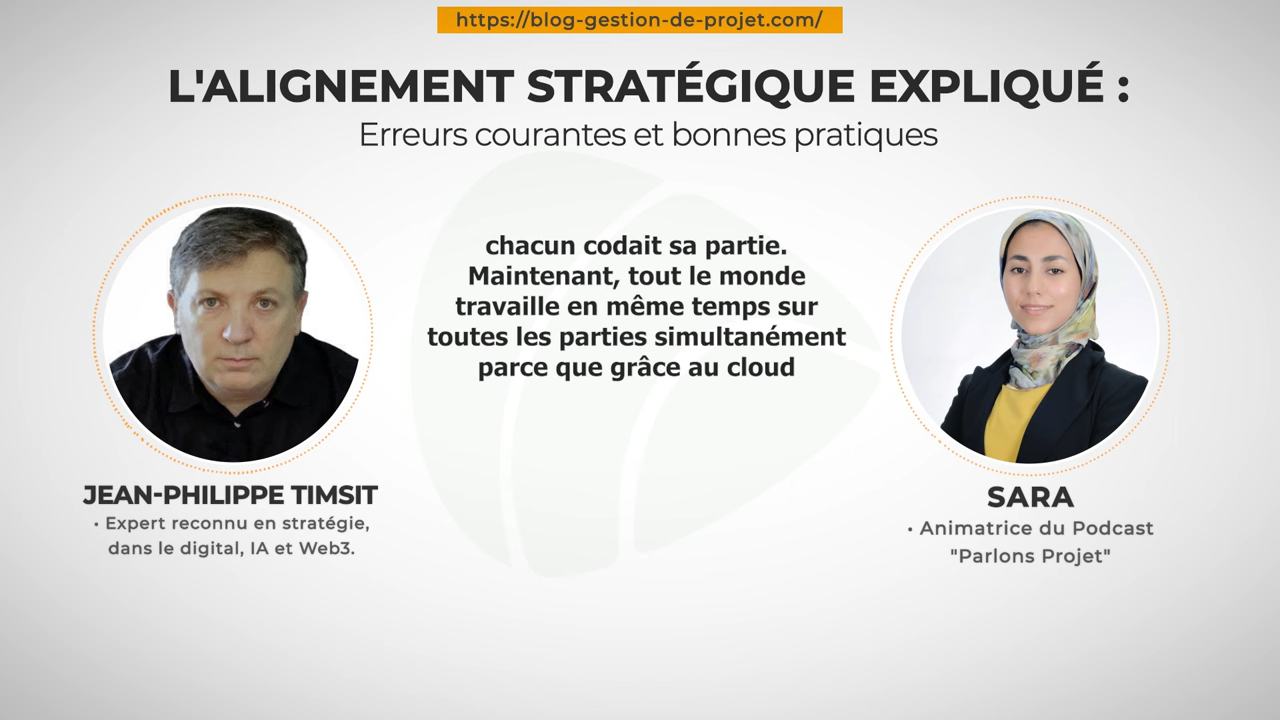 https://blog-gestion-de-projet.com/
L'ALIGNEMENT STRATÉGIQUE EXPLIQUÉ :
Erreurs courantes et bonnes pratiques
chacun codait sa partie.
Maintenant, tout le monde
travaille en même temps sur
toutes les parties simultanément
parce que grâce au cloud
JEAN-PHILIPPE TIMSIT
• Expert reconnu en stratégie,
dans le digital, IA et Web3.
SARA
• Animatrice du Podcast
"Parlons Projet"